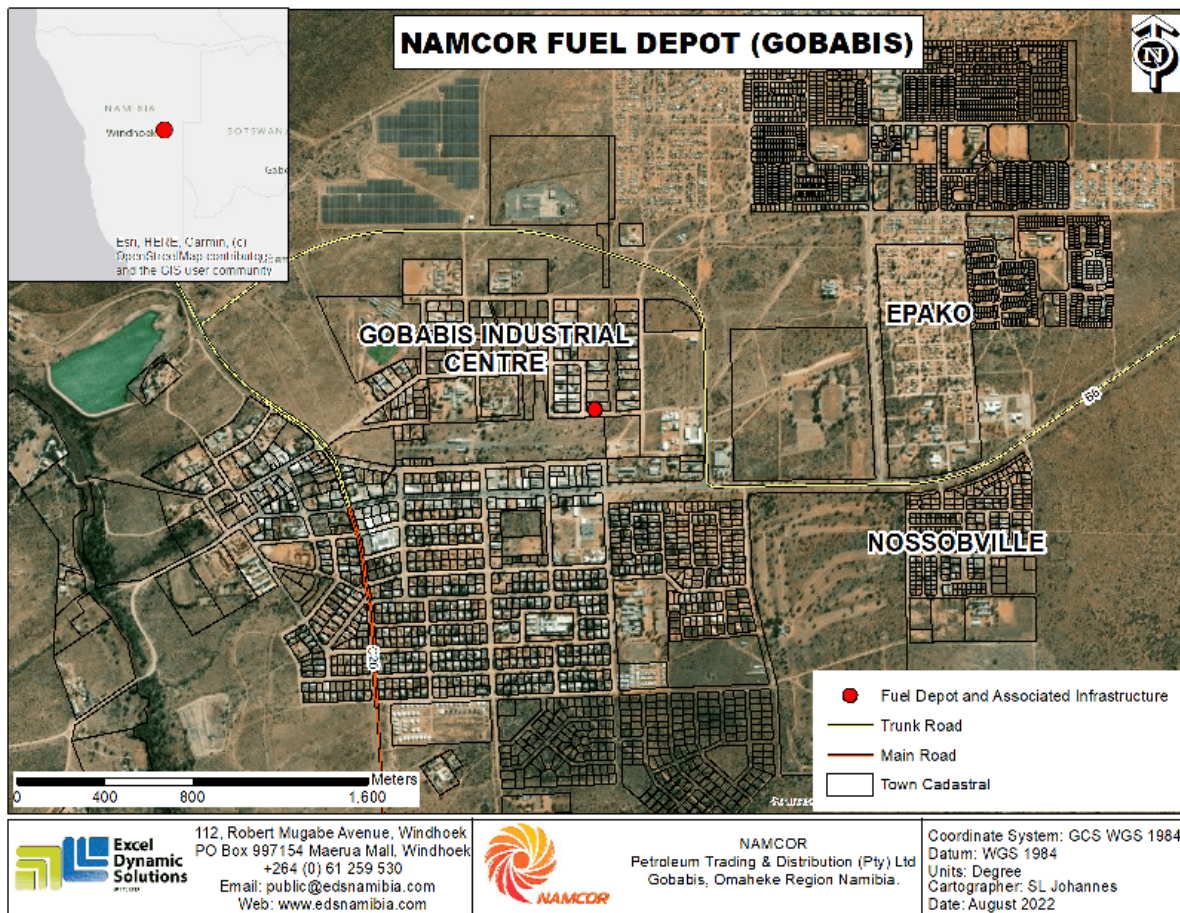 NAMCOR FUEL DEPOT (GOBABIS)
N
NAMIBIA
Windhoek
BOTSWANA
Gabo
Esri, HERE, Garmin, (c)
OpenStreetMap contributors,
and the GIS user community
GOBABIS INDUSTRIAL
CENTRE
EPAKO
66
NOSSOBVILLE
C20
Fuel Depot and Associated Infrastructure
Trunk Road
Main Road
Town Cadastral
Meters
0 400 800 1,600
Excel
Dynamic
Solutions
112, Robert Mugabe Avenue, Windhoek
PO Box 997154 Maerua Mall, Windhoek
+264 (0) 61 259 530
Email: public@edsnamibia.com
Web: www.edsnamibia.com
NAMCOR
NAMCOR
Petroleum Trading & Distribution (Pty) Ltd
Gobabis, Omaheke Region Namibia.
Coordinate System: GCS WGS 1984
Datum: WGS 1984
Units: Degree
Cartographer: SL Johannes
Date: August 2022